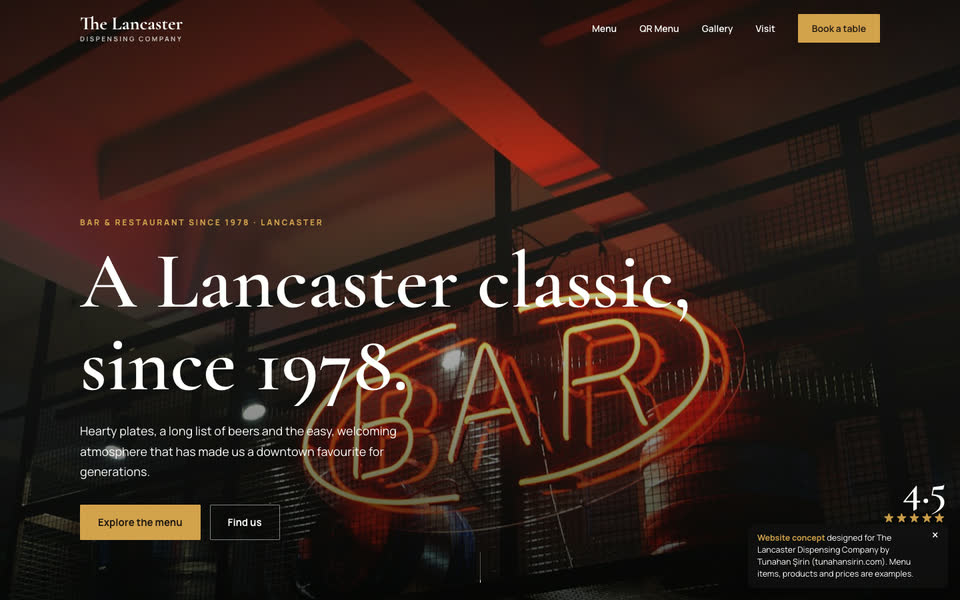 The Lancaster
DISPENSING COMPANY
Menu
QR Menu
Gallery
Visit
Book a table
BAR & RESTAURANT SINCE 1978 · LANCASTER
A Lancaster classic,
since 1978.
BAR
Hearty plates, a long list of beers and the easy, welcoming
atmosphere that has made us a downtown favourite for
generations.
Explore the menu
Find us
4.5
★★★★★
Website concept designed for The
Lancaster Dispensing Company by
Tunahan Şirin (tunahansirin.com). Menu
items, products and prices are examples.
×